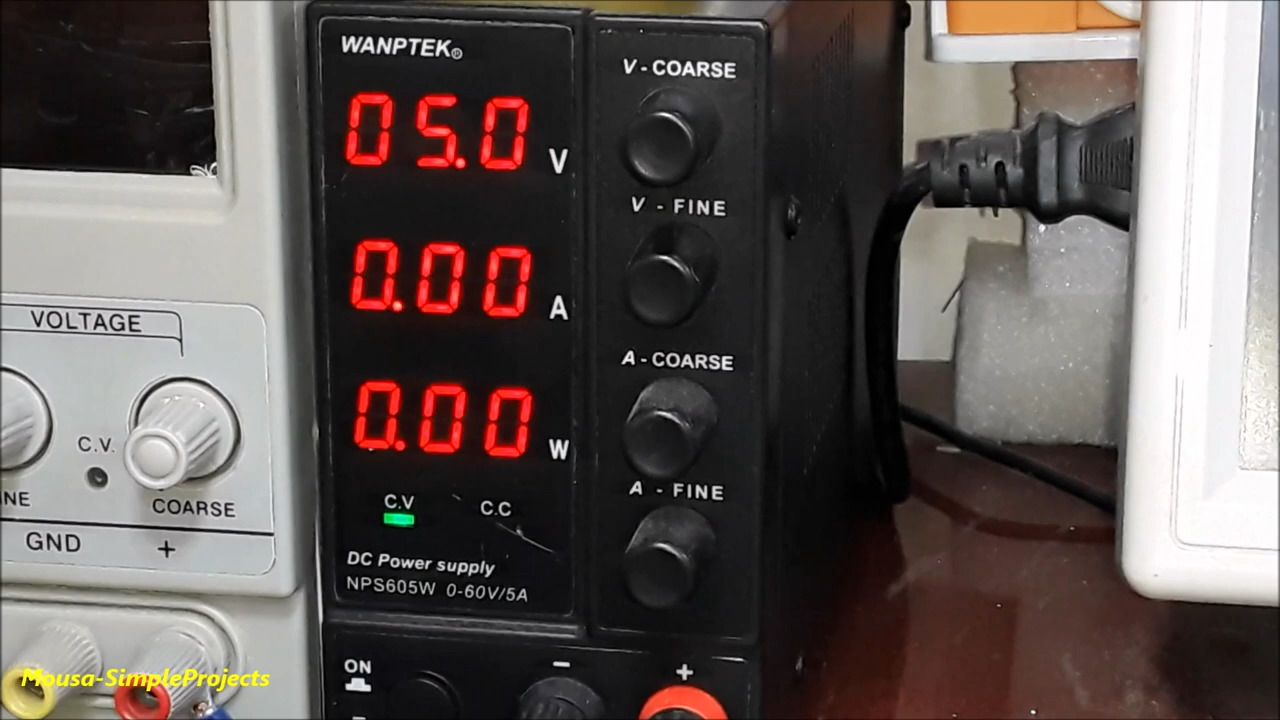 WANPTEK®
05.0 V
0.00 A
0.00 W
C.V C.C
DC Power supply
NPS605W 0-60V/5A
V - COARSE
V - FINE
A - COARSE
A - FINE
ON
− +
VOLTAGE
C.V.
COARSE
GND +
Mousa-SimpleProjects